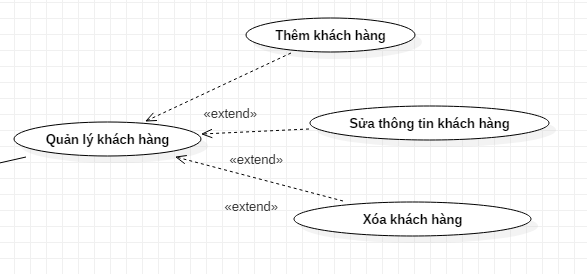 Thêm khách hàng
«extend»
Sửa thông tin khách hàng
Quản lý khách hàng
«extend»
«extend»
Xóa khách hàng